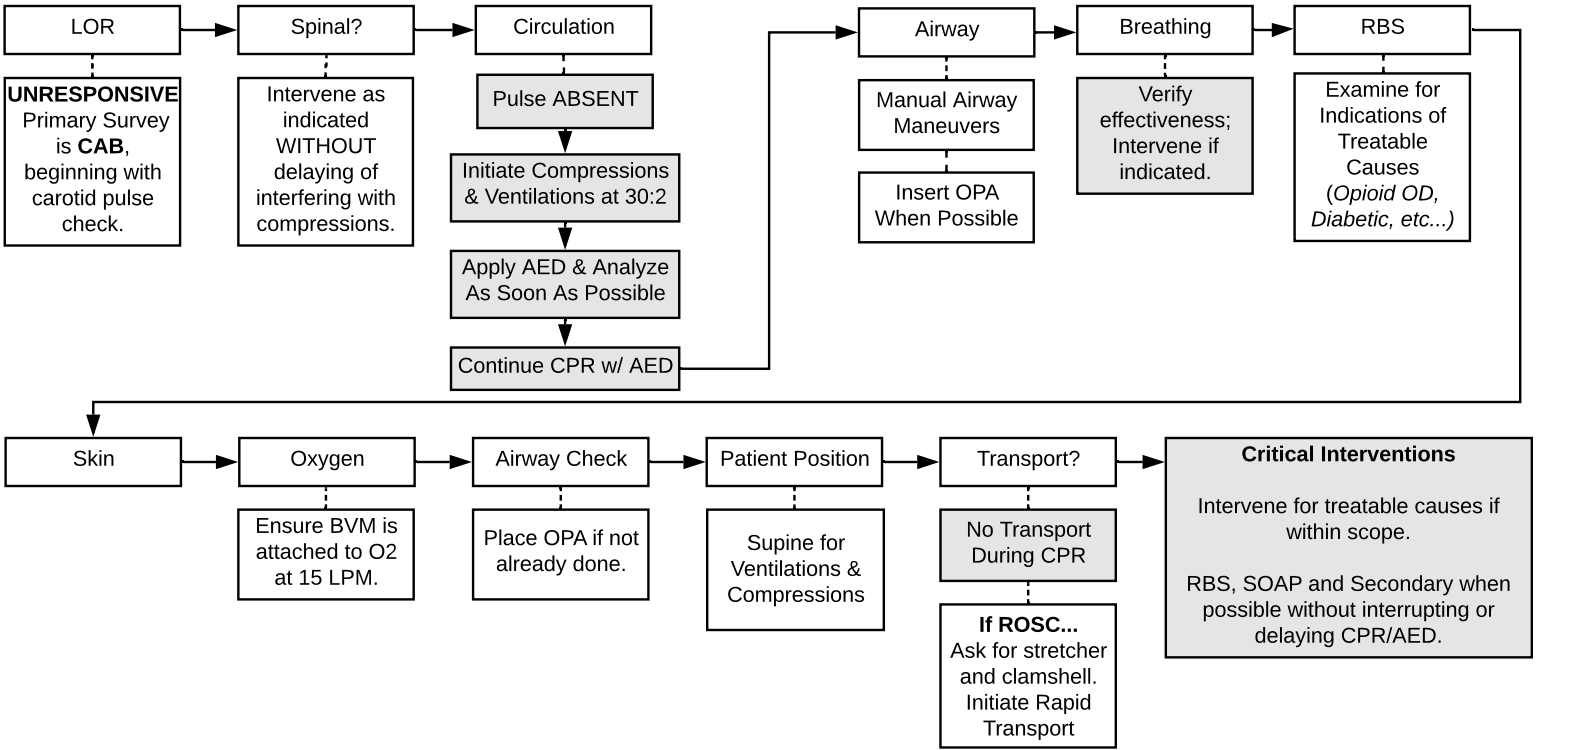 LOR
UNRESPONSIVE
Primary Survey
is CAB,
beginning with
carotid pulse
check.
Spinal?
Intervene as
indicated
WITHOUT
delaying of
interfering with
compressions.
Circulation
Pulse ABSENT
Initiate Compressions
& Ventilations at 30:2
Apply AED & Analyze
As Soon As Possible
Continue CPR w/ AED
Airway
Manual Airway
Maneuvers
Insert OPA
When Possible
Breathing
Verify
effectiveness;
Intervene if
indicated.
RBS
Examine for
Indications of
Treatable
Causes
(Opioid OD,
Diabetic, etc...)
Skin
Oxygen
Ensure BVM is
attached to O2
at 15 LPM.
Airway Check
Place OPA if not
already done.
Patient Position
Supine for
Ventilations &
Compressions
Transport?
No Transport
During CPR
If ROSC...
Ask for stretcher
and clamshell.
Initiate Rapid
Transport
Critical Interventions
Intervene for treatable causes if
within scope.
RBS, SOAP and Secondary when
possible without interrupting or
delaying CPR/AED.